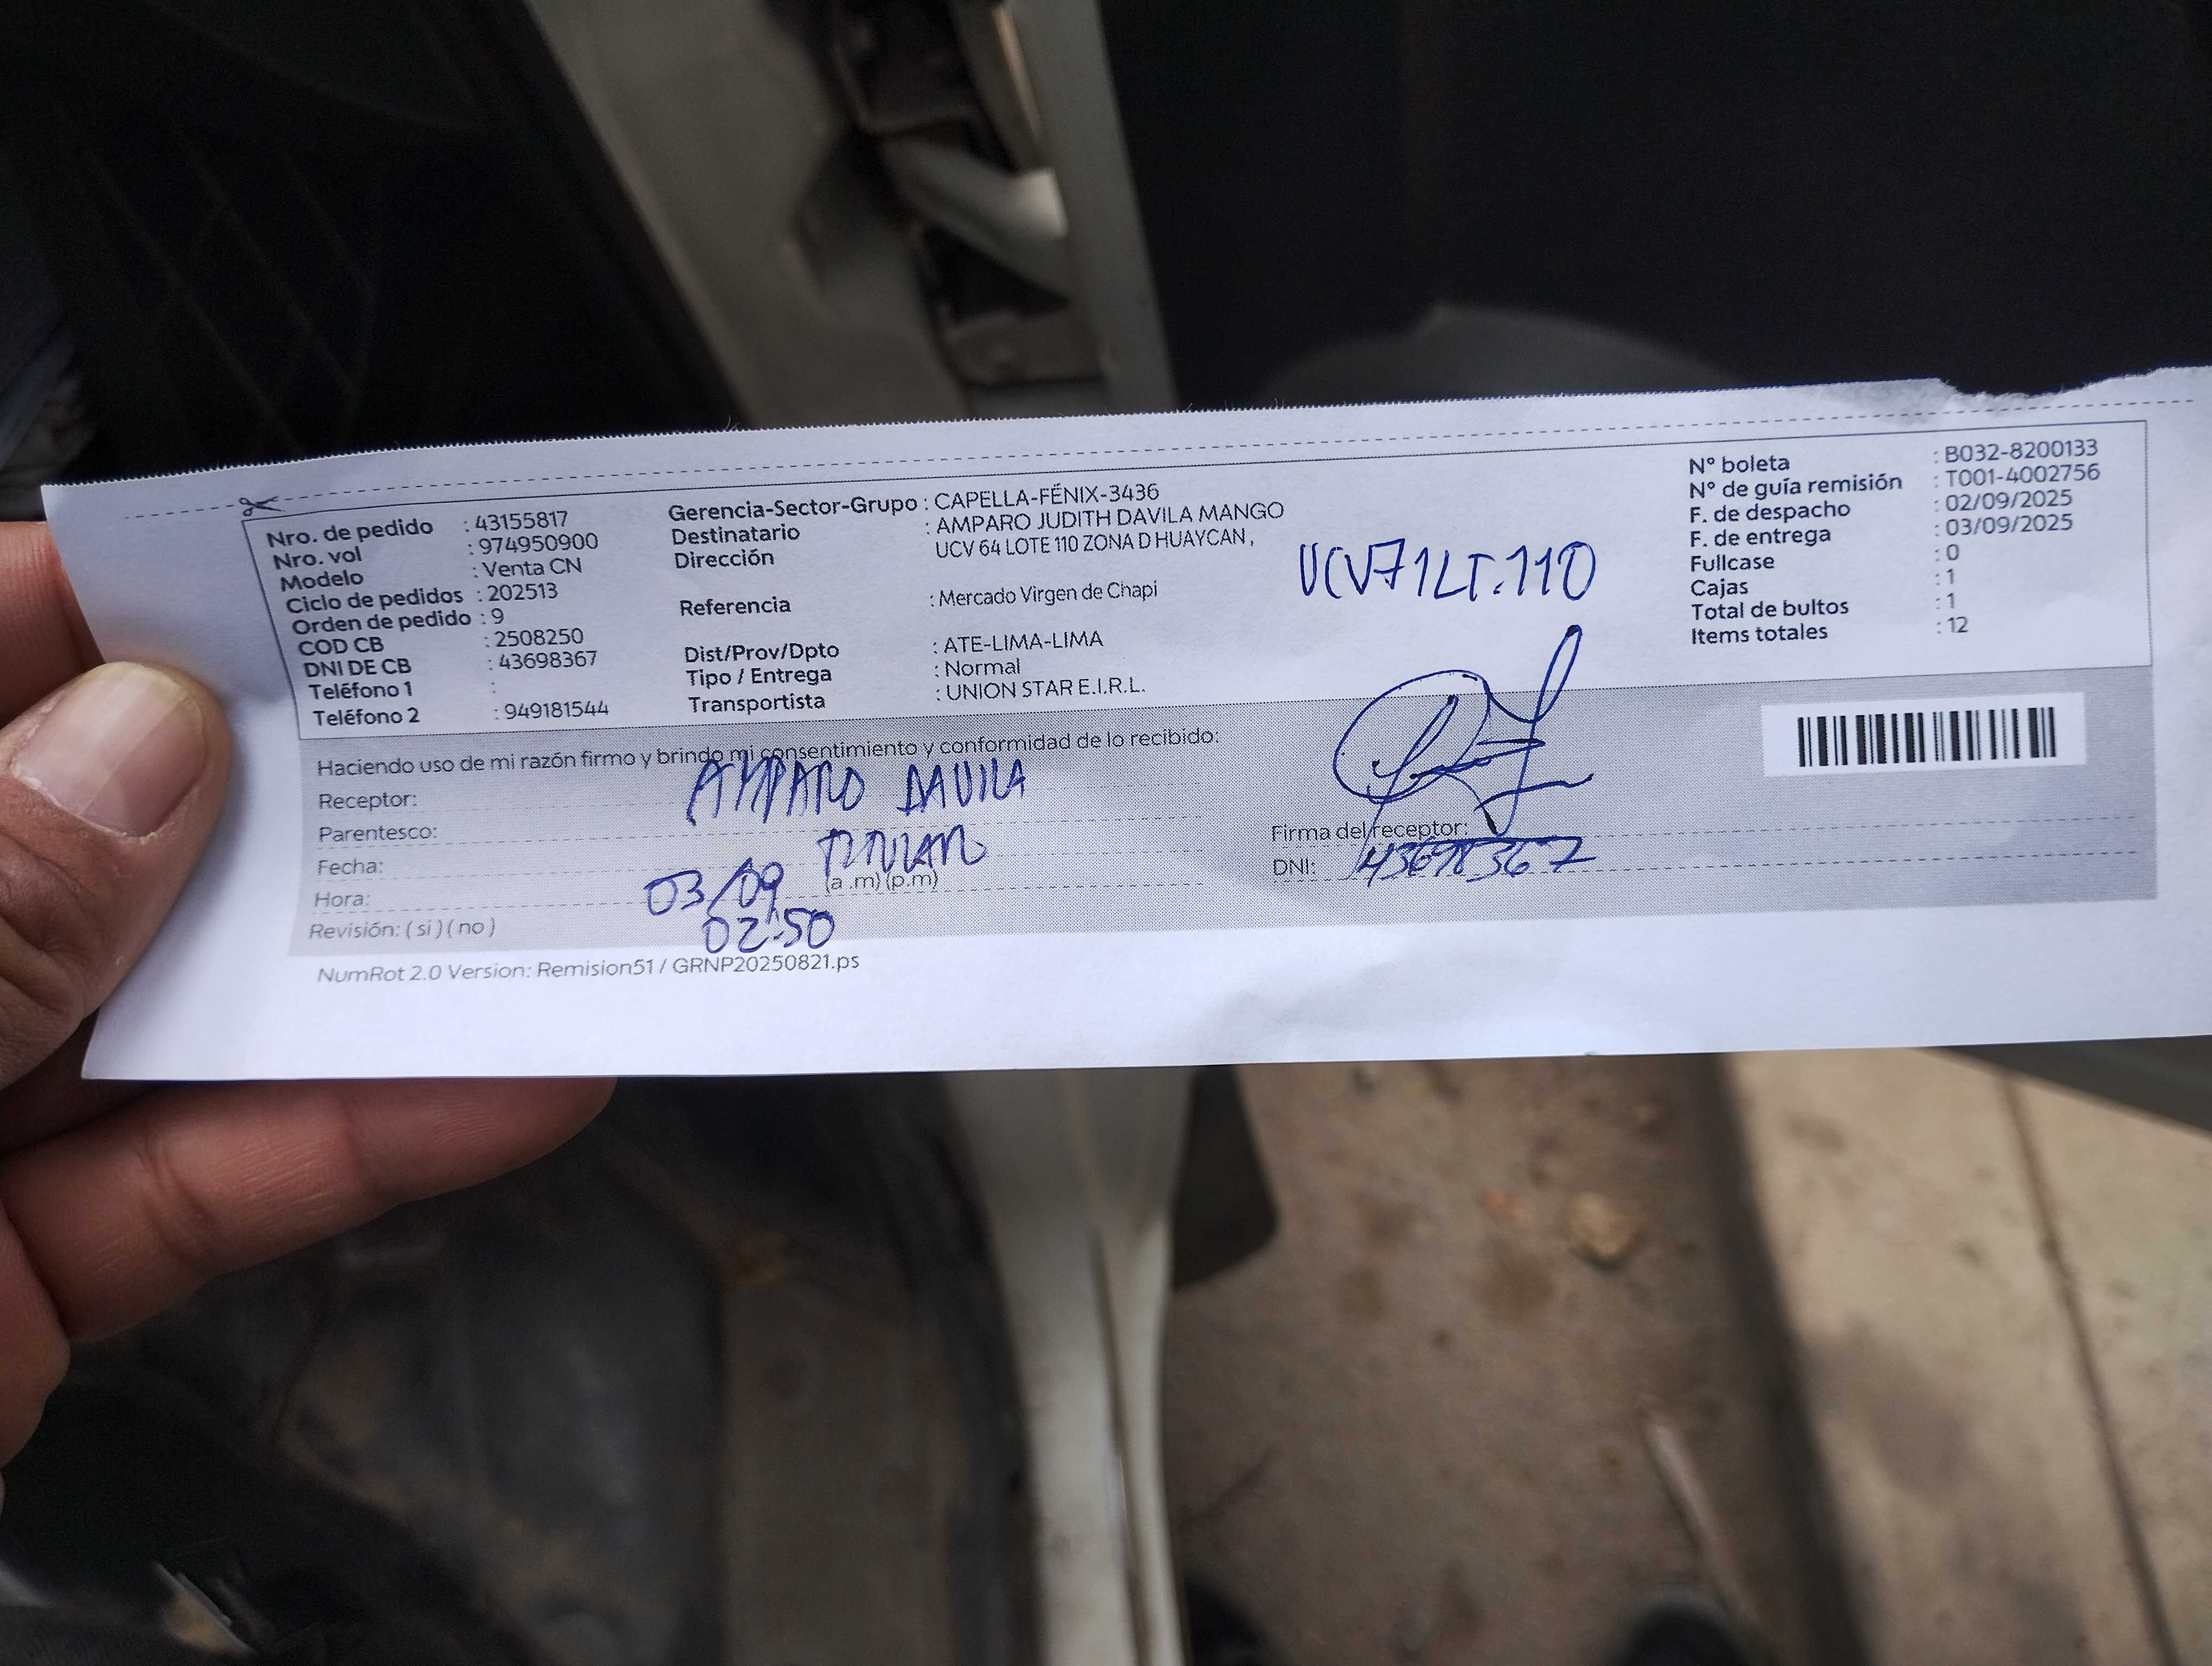 Nro. de pedido : 43155817
Nro. vol : 974950900
Modelo : Venta CN
Ciclo de pedidos : 202513
Orden de pedido : 9
COD CB : 2508250
DNI DE CB : 43698367
Teléfono 1 :
Teléfono 2 : 949181544
Gerencia-Sector-Grupo : CAPELLA-FÉNIX-3436
Destinatario : AMPARO JUDITH DAVILA MANGO
Dirección UCV 64 LOTE 110 ZONA D HUAYCAN,
Referencia : Mercado Virgen de Chapi
Dist/Prov/Dpto : ATE-LIMA-LIMA
Tipo / Entrega : Normal
Transportista : UNION STAR E.I.R.L.
UCV71LT.110
N° boleta : B032-8200133
N° de guía remisión : T001-4002756
F. de despacho : 02/09/2025
F. de entrega : 03/09/2025
Fullcase : 0
Cajas : 1
Total de bultos : 1
Items totales : 12
Haciendo uso de mi razón firmo y brindo mi consentimiento y conformidad de lo recibido:
Receptor: AMPARO DAVILA
Parentesco:
Fecha: 03/09
Hora: 02:50 (a.m) (p.m)
Revisión: ( si ) ( no )
Firma del receptor:
DNI: 43698367
NumRot 2.0 Version: Remision51 / GRNP20250821.ps